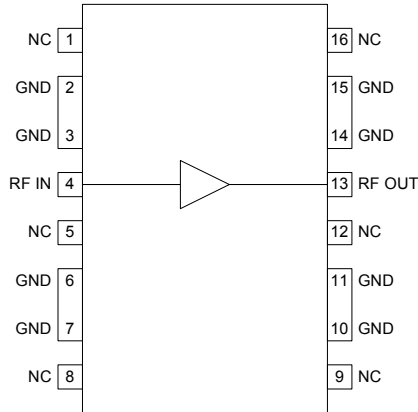 NC 1 16 NC
GND 2 15 GND
GND 3 14 GND
RF IN 4 13 RF OUT
NC 5 12 NC
GND 6 11 GND
GND 7 10 GND
NC 8 9 NC